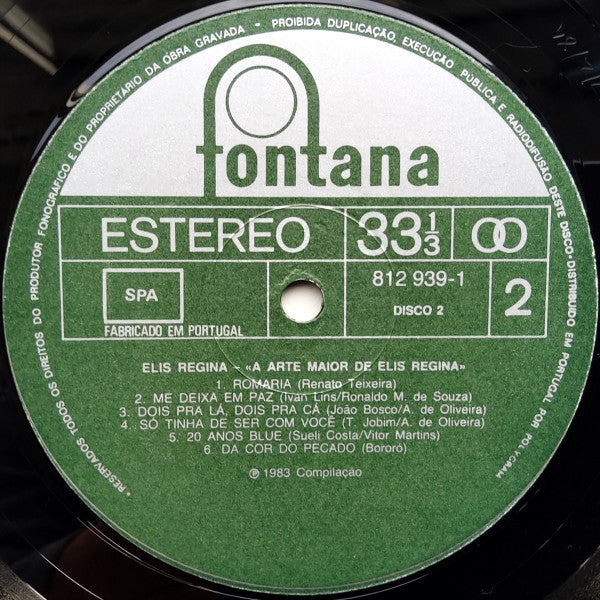 * RESERVADOS TODOS OS DIREITOS DO PRODUTOR FONOGRÁFICO E DO PROPRIETARIO DA OBRA GRAVADA - PROIBIDA DUPLICAÇÃO, EXECUÇÃO PÚBLICA E RADIODIFUSÃO DESTE DISCO • DISTRIBUÍDO EM PORTUGAL POR
fontana
ESTEREO 33 1/3
SPA
812 939-1
DISCO 2
2
FABRICADO EM PORTUGAL
ELIS REGINA - «A ARTE MAIOR DE ELIS REGINA»
1. ROMARIA (Renato Teixeira)
2. ME DEIXA EM PAZ (Ivan Lins/Ronaldo M. de Souza)
3. DOIS PRA LÁ, DOIS PRA CÁ (João Bosco/A. de Oliveira)
4. SÓ TINHA DE SER COM VOCÊ (T. Jobim/A. de Oliveira)
5. 20 ANOS BLUE (Sueli Costa/Vitor Martins)
6. DA COR DO PECADO (Bororó)
℗ 1983 Compilação